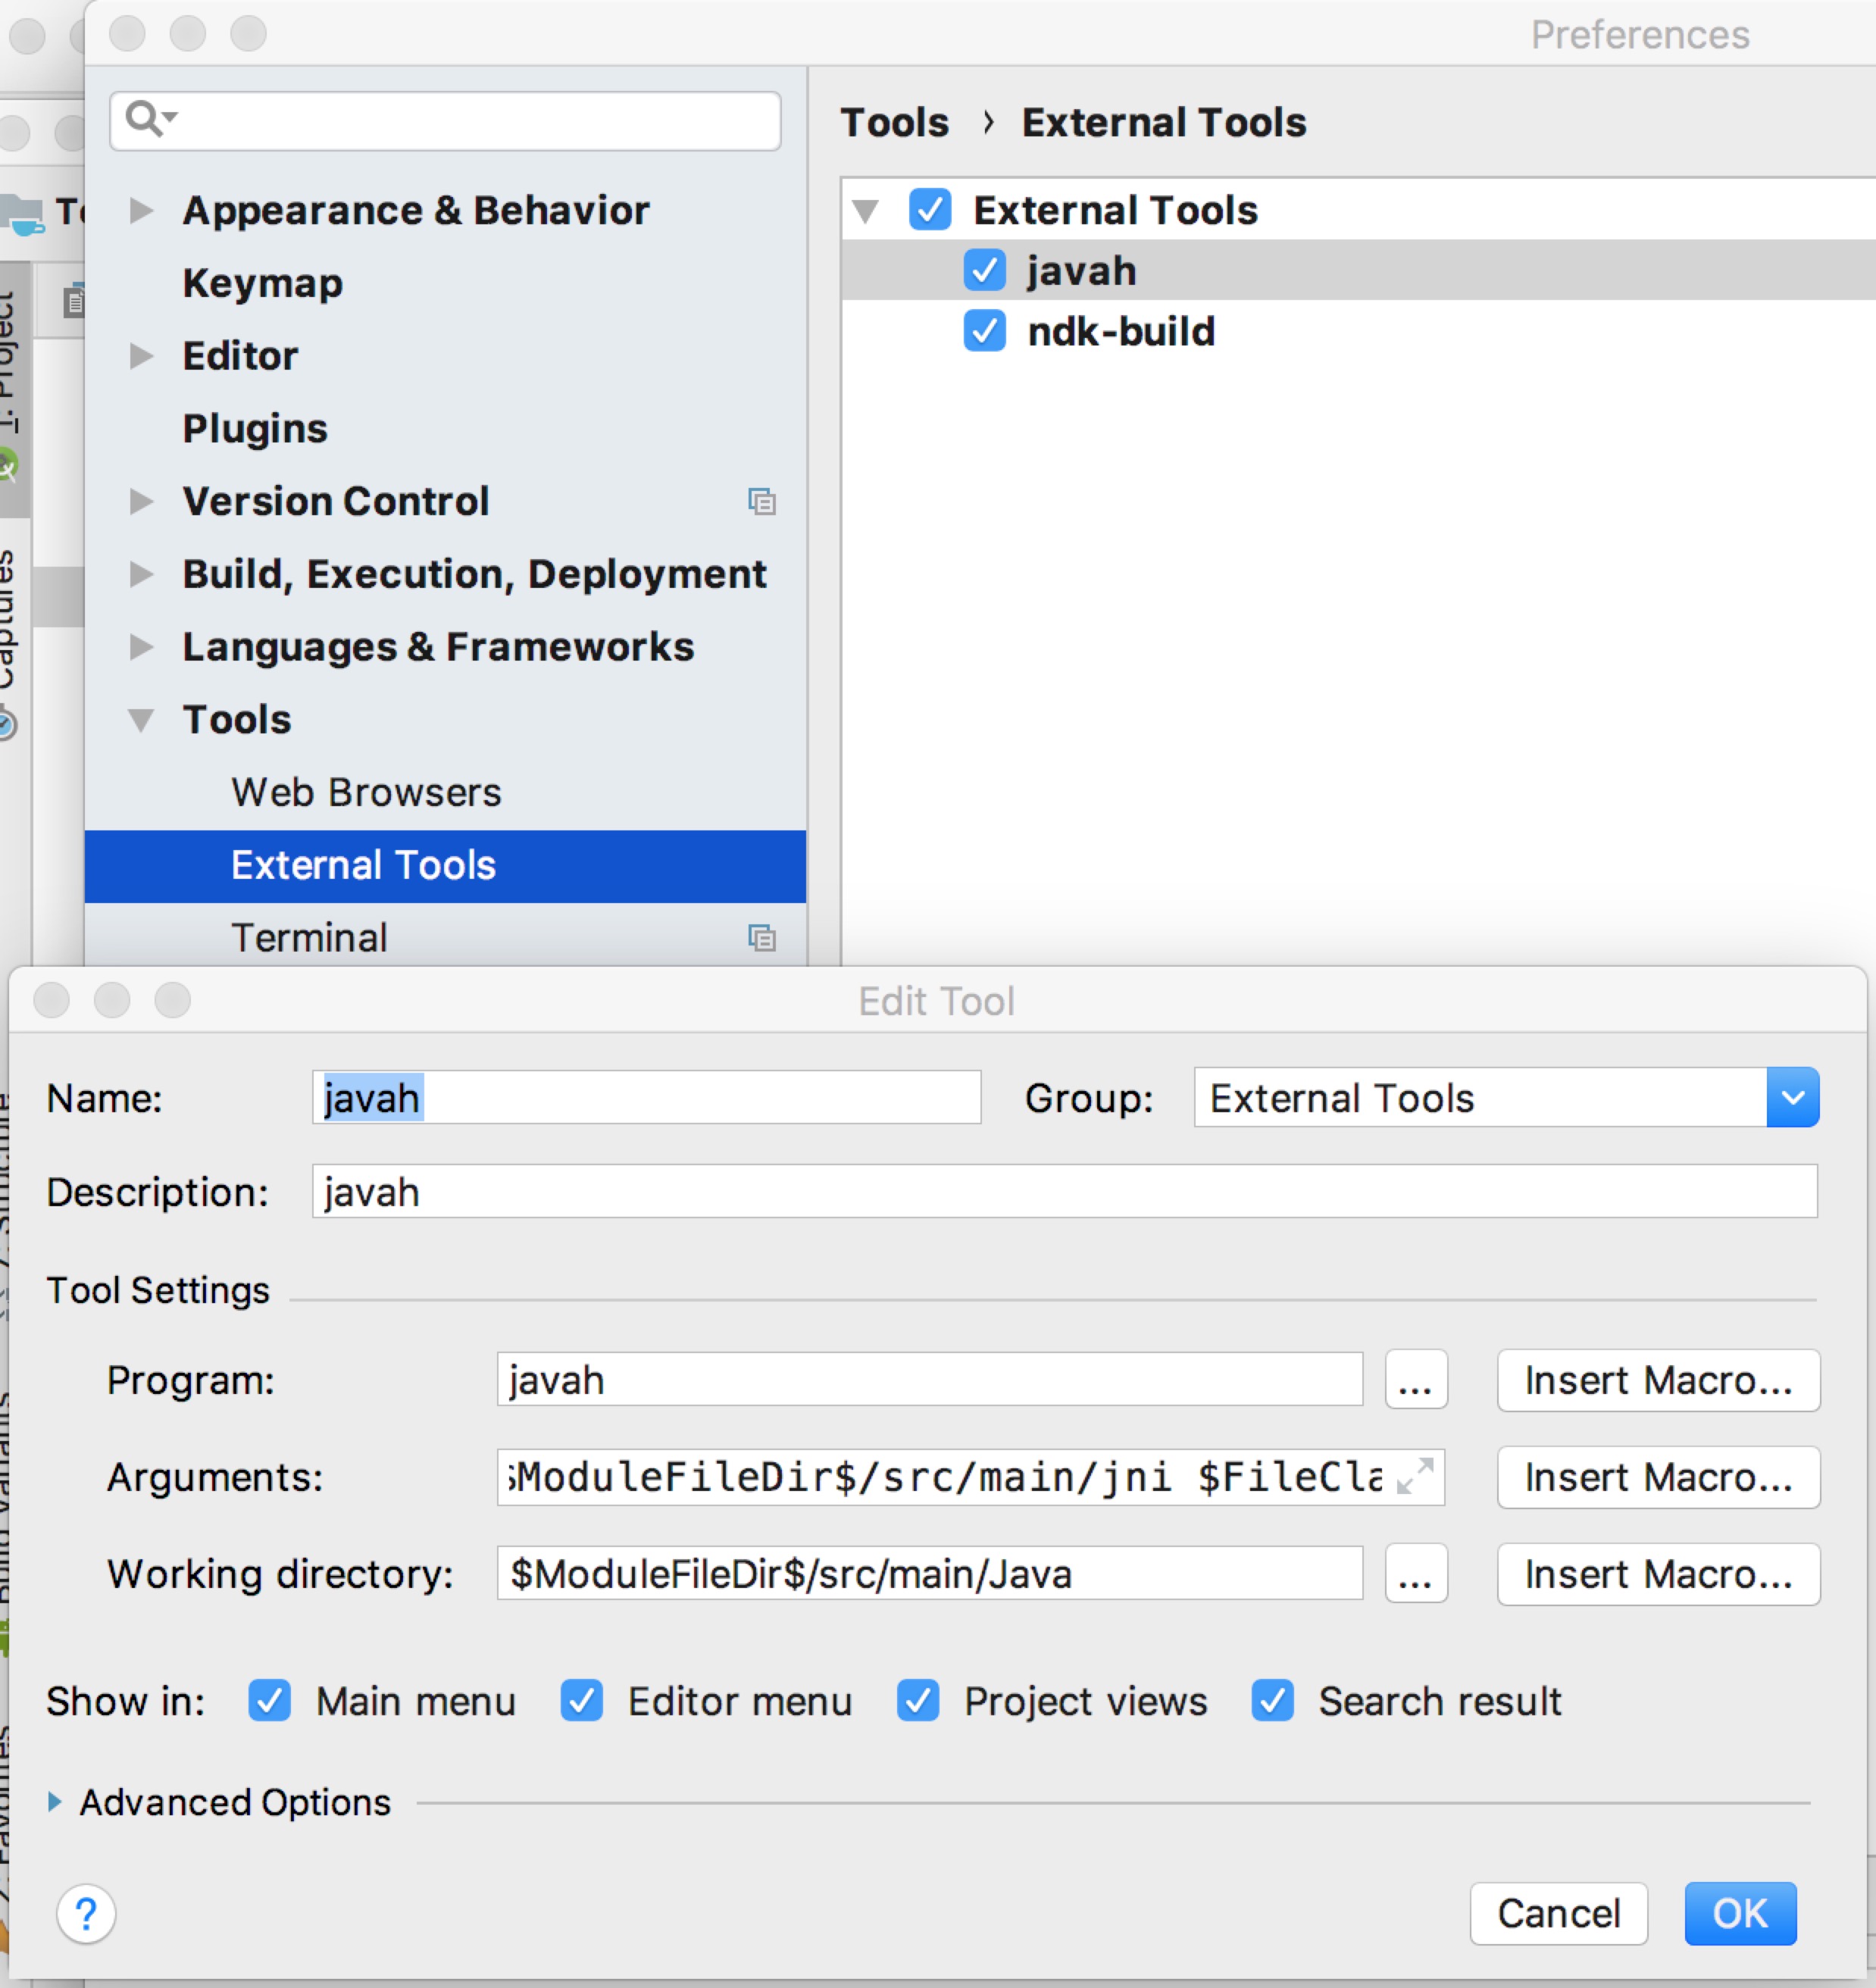 Preferences
Tools › External Tools
Appearance & Behavior
Keymap
Editor
Plugins
Version Control
Build, Execution, Deployment
Languages & Frameworks
Tools
Web Browsers
External Tools
Terminal
External Tools
javah
ndk-build
1: Project
Captures
Edit Tool
Name: javah Group: External Tools
Description: javah
Tool Settings
Program: javah ... Insert Macro...
Arguments: $ModuleFileDir$/src/main/jni $FileCla Insert Macro...
Working directory: $ModuleFileDir$/src/main/Java ... Insert Macro...
Show in: Main menu Editor menu Project views Search result
Advanced Options
? Cancel OK